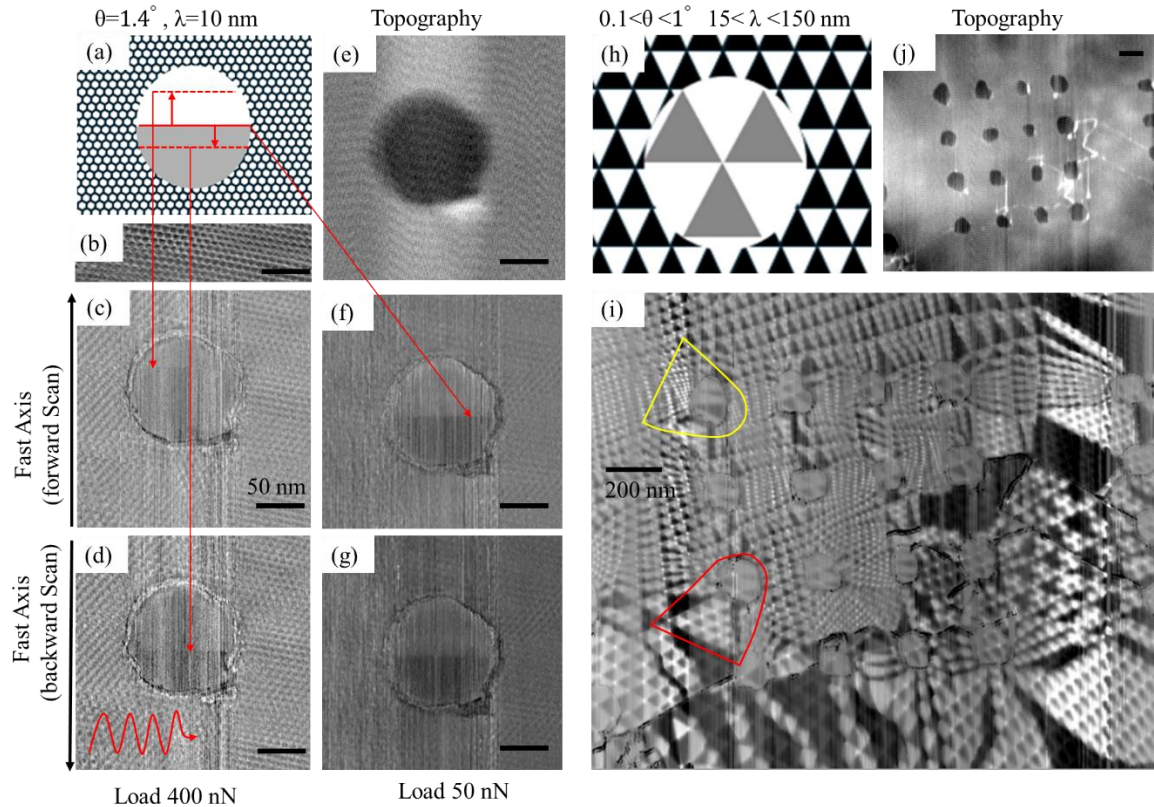 θ=1.4°, λ=10 nm
Topography
0.1<θ <1° 15< λ <150 nm
Topography
(a)
(e)
(h)
(j)
(b)
(c)
(f)
(i)
Fast Axis
(forward Scan)
50 nm
200 nm
(d)
(g)
Fast Axis
(backward Scan)
Load 400 nN
Load 50 nN